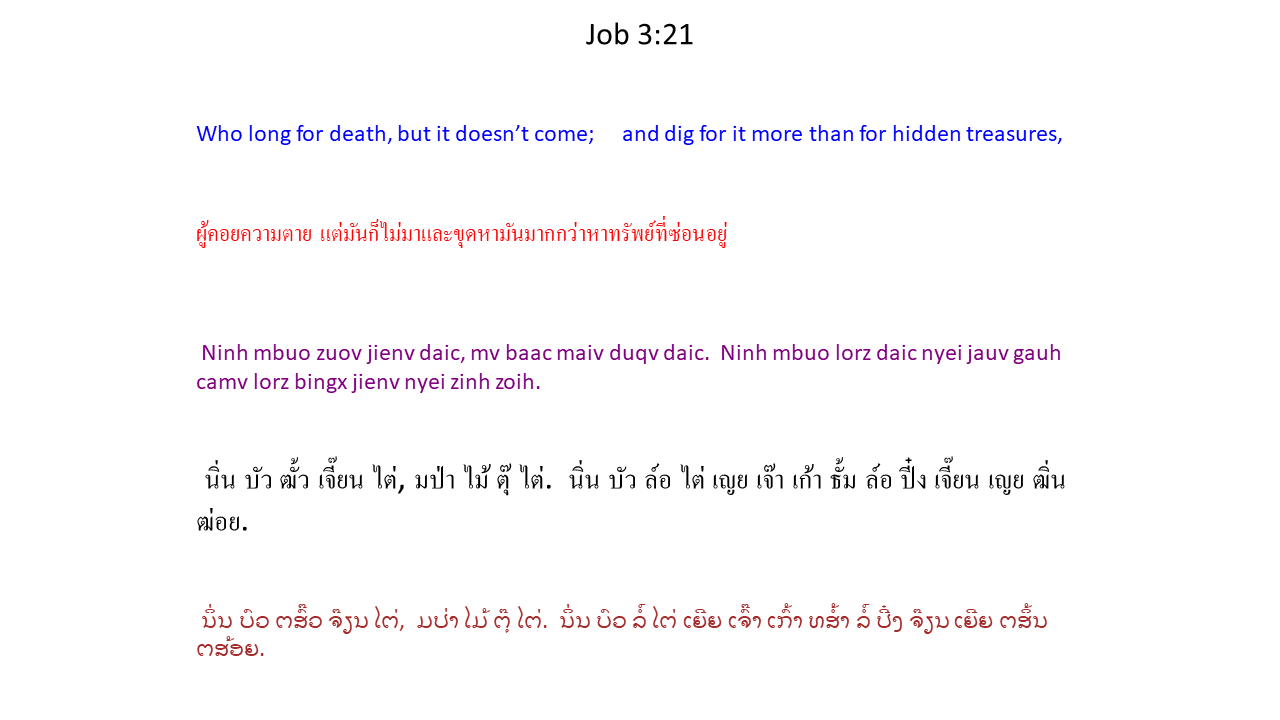 Job 3:21
Who long for death, but it doesn’t come;     and dig for it more than for hidden treasures,
ผู้คอยความตาย แต่มันก็ไม่มาและขุดหามันมากกว่าหาทรัพย์ที่ซ่อนอยู่
Ninh mbuo zuov jienv daic, mv baac maiv duqv daic.  Ninh mbuo lorz daic nyei jauv gauh
camv lorz bingx jienv nyei zinh zoih.
นิ่น บัว ฒั้ว เจี๊ยน ไต่, มป่า ไม้ ตุ๊ ไต่.  นิ่น บัว ล์อ ไต่ เญย เจ๊า เก้า ธั้ม ล์อ ปี๋ง เจี๊ยน เญย ฒิ่น
ฒ่อย.
ນິ່ນ ບົວ ຕສົ໊ວ ຈ໊ຽນ ໄຕ່,  ມປ່າ ໄມ້ ຕຸ໊ ໄຕ່.  ນິ່ນ ບົວ ລໍ໌ ໄຕ່ ເຍີຍ ເຈົ໊າ ເກົ້າ ທສ້ຳ ລໍ໌ ປີ໋ງ ຈ໊ຽນ ເຍີຍ ຕສິ້ນ
ຕສ້ອຍ.